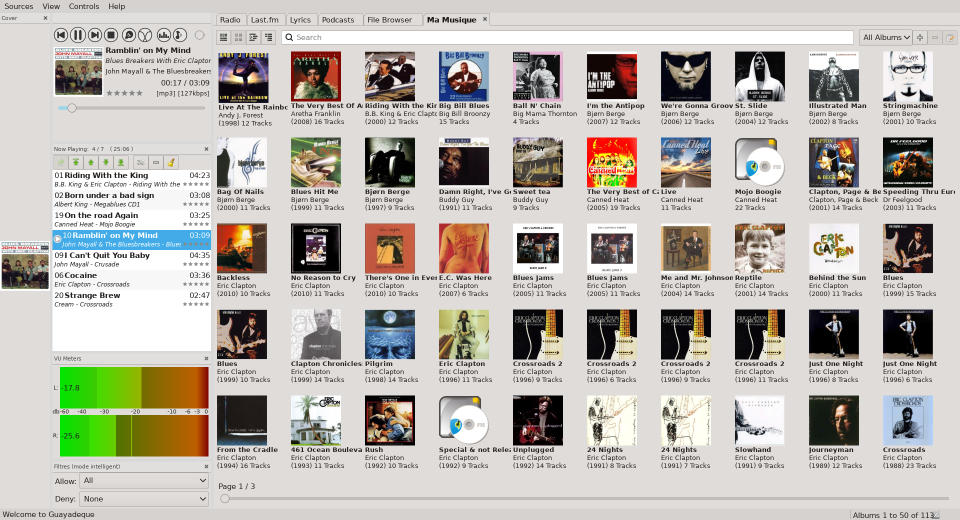 Sources View Controls Help
Cover
Radio Last.fm Lyrics Podcasts File Browser Ma Musique
Search
All Albums
Ramblin' on My Mind
Blues Breakers With Eric Clapton
John Mayall & The Bluesbreakers
00:17 / 03:09
[mp3] [127kbps]
Now Playing: 4 / 7 ( 25:06 )
01 Riding With the King 04:23
B.B. King & Eric Clapton - Riding With the
02 Born under a bad sign 03:08
Albert King - Megablues CD1
19 On the road Again 03:25
Canned Heat - Mojo Boogie
10 Ramblin' on My Mind 03:09
John Mayall & The Bluesbreakers - Blues
09 I Can't Quit You Baby 04:35
John Mayall - Crusade
06 Cocaine 03:36
Eric Clapton - Crossroads
20 Strange Brew 02:47
Cream - Crossroads
VU Meters
L: -17.8
db -60 -40 -30 -20 -10 -6 -3 0
R: -25.6
Filtres (mode intelligent)
Allow: All
Deny: None
Live At The Rainbo The Very Best Of A Riding With the Kin Big Bill Blues Ball N' Chain I'm the Antipop We're Gonna Groov St. Slide Illustrated Man Stringmachine
Andy J. Forest Aretha Franklin B.B. King & Eric Clapt Big Bill Broonzy Big Mama Thornton Bjørn Berge Bjørn Berge Bjørn Berge Bjørn Berge Bjørn Berge
(1998) 12 Tracks (2008) 16 Tracks (2000) 12 Tracks 15 Tracks 4 Tracks (2007) 12 Tracks (2006) 12 Tracks (2004) 12 Tracks (2002) 8 Tracks (2001) 10 Tracks
Bag Of Nails Blues Hit Me Bjørn Berge Damn Right, I've G Sweet tea The Very Best of Ca Live Mojo Boogie Clapton, Page & Be Speeding Thru Euro
Bjørn Berge Bjørn Berge Bjørn Berge Buddy Guy Buddy Guy Canned Heat Canned Heat Canned Heat Clapton, Page & Beck Dr Feelgood
(2000) 11 Tracks (1999) 11 Tracks (1997) 9 Tracks (1991) 11 Tracks 9 Tracks (2005) 19 Tracks 11 Tracks 22 Tracks (2001) 14 Tracks (2003) 11 Tracks
Backless No Reason to Cry There's One in Ever E.C. Was Here Blues Jams Blues Jams Me and Mr. Johnson Reptile Behind the Sun Blues
Eric Clapton Eric Clapton Eric Clapton Eric Clapton Eric Clapton Eric Clapton Eric Clapton Eric Clapton Eric Clapton Eric Clapton
(2010) 10 Tracks (2010) 11 Tracks (2010) 10 Tracks (2007) 6 Tracks (2005) 11 Tracks (2005) 11 Tracks (2004) 14 Tracks (2001) 14 Tracks (2000) 11 Tracks (1999) 15 Tracks
Blues Clapton Chronicles Pilgrim Eric Clapton Crossroads 2 Crossroads 2 Crossroads 2 Crossroads 2 Just One Night Just One Night
Eric Clapton Eric Clapton Eric Clapton Eric Clapton Eric Clapton Eric Clapton Eric Clapton Eric Clapton Eric Clapton Eric Clapton
(1999) 10 Tracks (1999) 14 Tracks (1998) 14 Tracks (1996) 11 Tracks (1996) 9 Tracks (1996) 6 Tracks (1996) 9 Tracks (1996) 11 Tracks (1996) 8 Tracks (1996) 6 Tracks
From the Cradle 461 Ocean Bouleva Rush Special & not Relea Unplugged 24 Nights 24 Nights Slowhand Journeyman Crossroads
Eric Clapton Eric Clapton Eric Clapton Eric Clapton Eric Clapton Eric Clapton Eric Clapton Eric Clapton Eric Clapton Eric Clapton
(1994) 16 Tracks (1993) 11 Tracks (1992) 10 Tracks (1992) 9 Tracks (1992) 14 Tracks (1991) 8 Tracks (1991) 7 Tracks (1991) 9 Tracks (1989) 12 Tracks (1988) 23 Tracks
Page 1 / 3
Welcome to Guayadeque
Albums 1 to 50 of 113